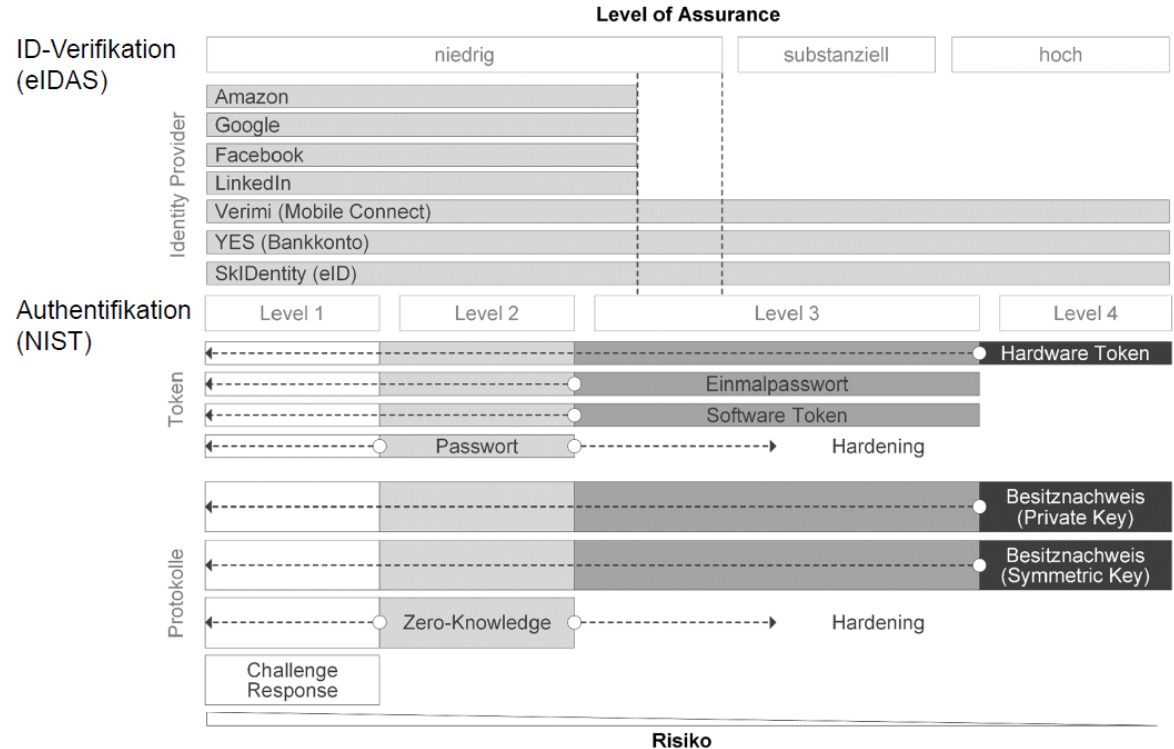 Level of Assurance
ID-Verifikation
(eIDAS)
niedrig
substanziell
hoch
Identity Provider
Amazon
Google
Facebook
LinkedIn
Verimi (Mobile Connect)
YES (Bankkonto)
SkIDentity (eID)
Authentifikation
(NIST)
Level 1
Level 2
Level 3
Level 4
Token
Hardware Token
Einmalpasswort
Software Token
Passwort
Hardening
Protokolle
Besitznachweis
(Private Key)
Besitznachweis
(Symmetric Key)
Zero-Knowledge
Hardening
Challenge
Response
Risiko